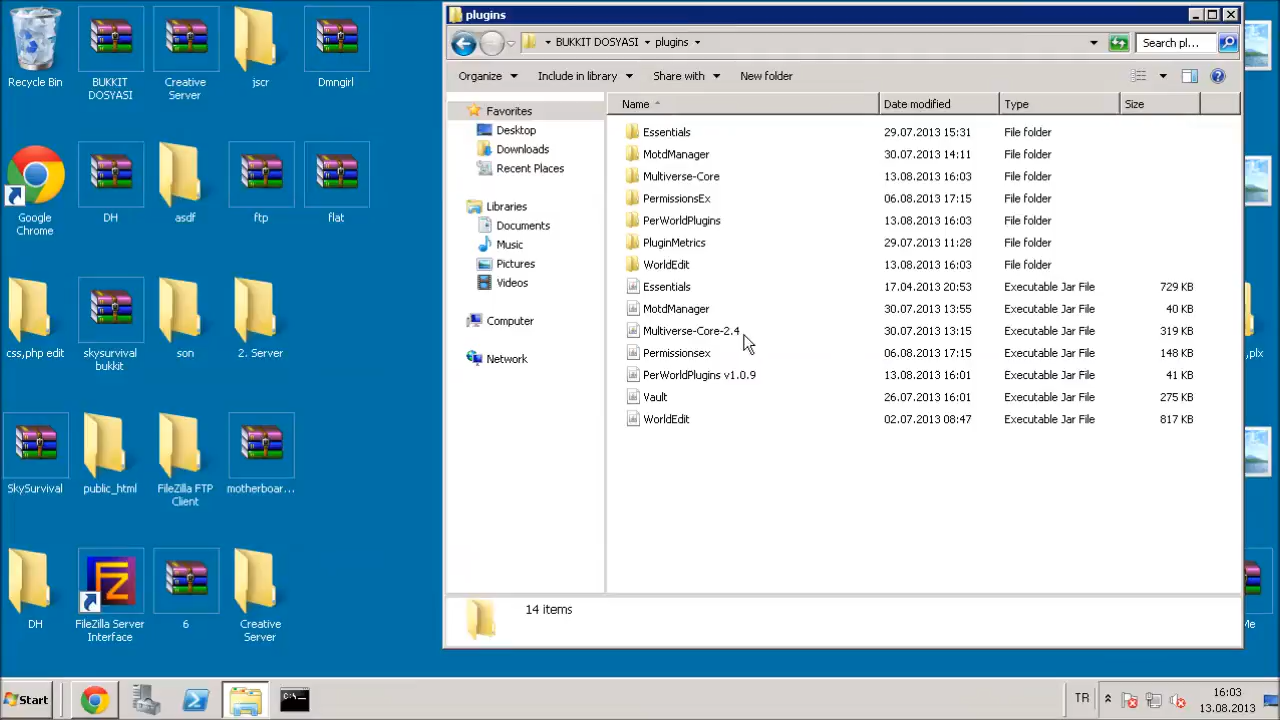 Recycle Bin
BUKKIT
DOSYASI
Creative
Server
jscr
Dmngirl
Google
Chrome
DH
asdf
ftp
flat
css,php edit
skysurvival
bukkit
son
2. Server
SkySurvival
public_html
FileZilla FTP
Client
motherboar...
DH
FileZilla Server
Interface
6
Creative
Server
plugins
BUKKIT DOSYASI
plugins
Search pl...
Organize
Include in library
Share with
New folder
Favorites
Desktop
Downloads
Recent Places
Libraries
Documents
Music
Pictures
Videos
Computer
Network
Name Date modified Type Size
Essentials 29.07.2013 15:31 File folder
MotdManager 30.07.2013 14:11 File folder
Multiverse-Core 13.08.2013 16:03 File folder
PermissionsEx 06.08.2013 17:15 File folder
PerWorldPlugins 13.08.2013 16:03 File folder
PluginMetrics 29.07.2013 11:28 File folder
WorldEdit 13.08.2013 16:03 File folder
Essentials 17.04.2013 20:53 Executable Jar File 729 KB
MotdManager 30.07.2013 13:55 Executable Jar File 40 KB
Multiverse-Core-2.4 30.07.2013 13:15 Executable Jar File 319 KB
Permissionsex 06.08.2013 17:15 Executable Jar File 148 KB
PerWorldPlugins v1.0.9 13.08.2013 16:01 Executable Jar File 41 KB
Vault 26.07.2013 16:01 Executable Jar File 275 KB
WorldEdit 02.07.2013 08:47 Executable Jar File 817 KB
14 items
,plx
Me
Start
TR
16:03
13.08.2013